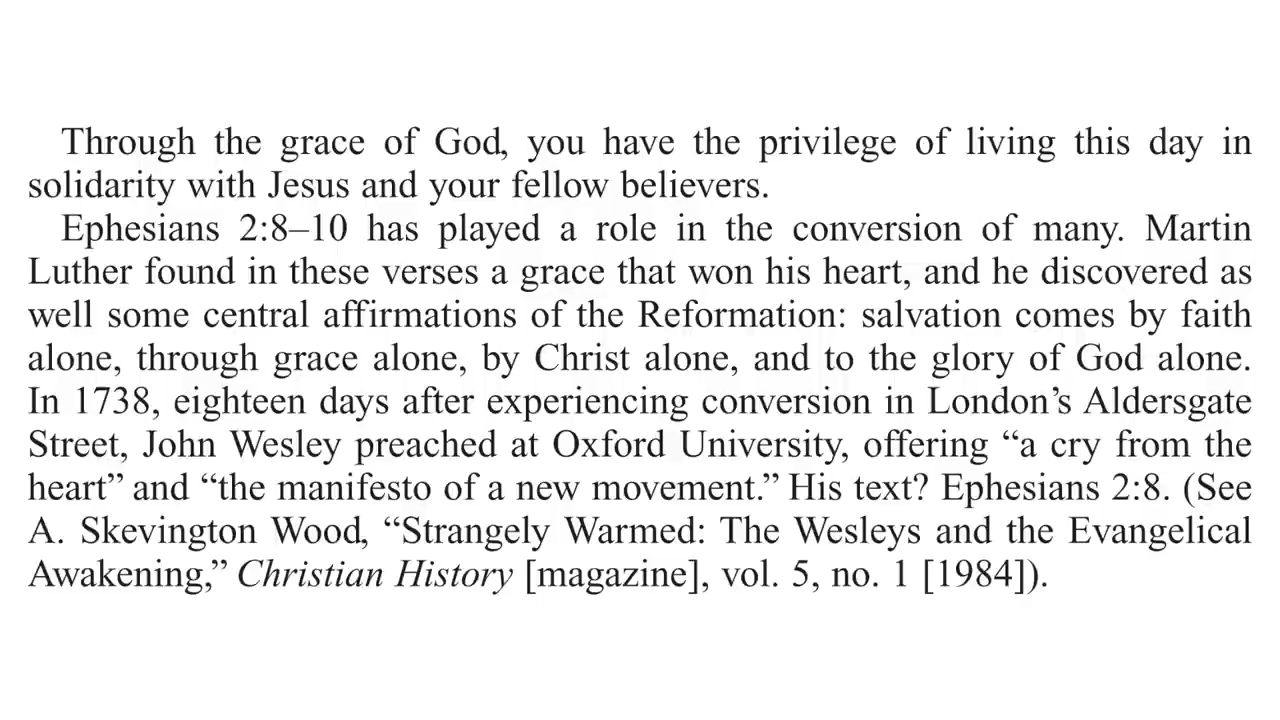 Through the grace of God, you have the privilege of living this day in
solidarity with Jesus and your fellow believers.
Ephesians 2:8–10 has played a role in the conversion of many. Martin
Luther found in these verses a grace that won his heart, and he discovered as
well some central affirmations of the Reformation: salvation comes by faith
alone, through grace alone, by Christ alone, and to the glory of God alone.
In 1738, eighteen days after experiencing conversion in London’s Aldersgate
Street, John Wesley preached at Oxford University, offering “a cry from the
heart” and “the manifesto of a new movement.” His text? Ephesians 2:8. (See
A. Skevington Wood, “Strangely Warmed: The Wesleys and the Evangelical
Awakening,” Christian History [magazine], vol. 5, no. 1 [1984]).